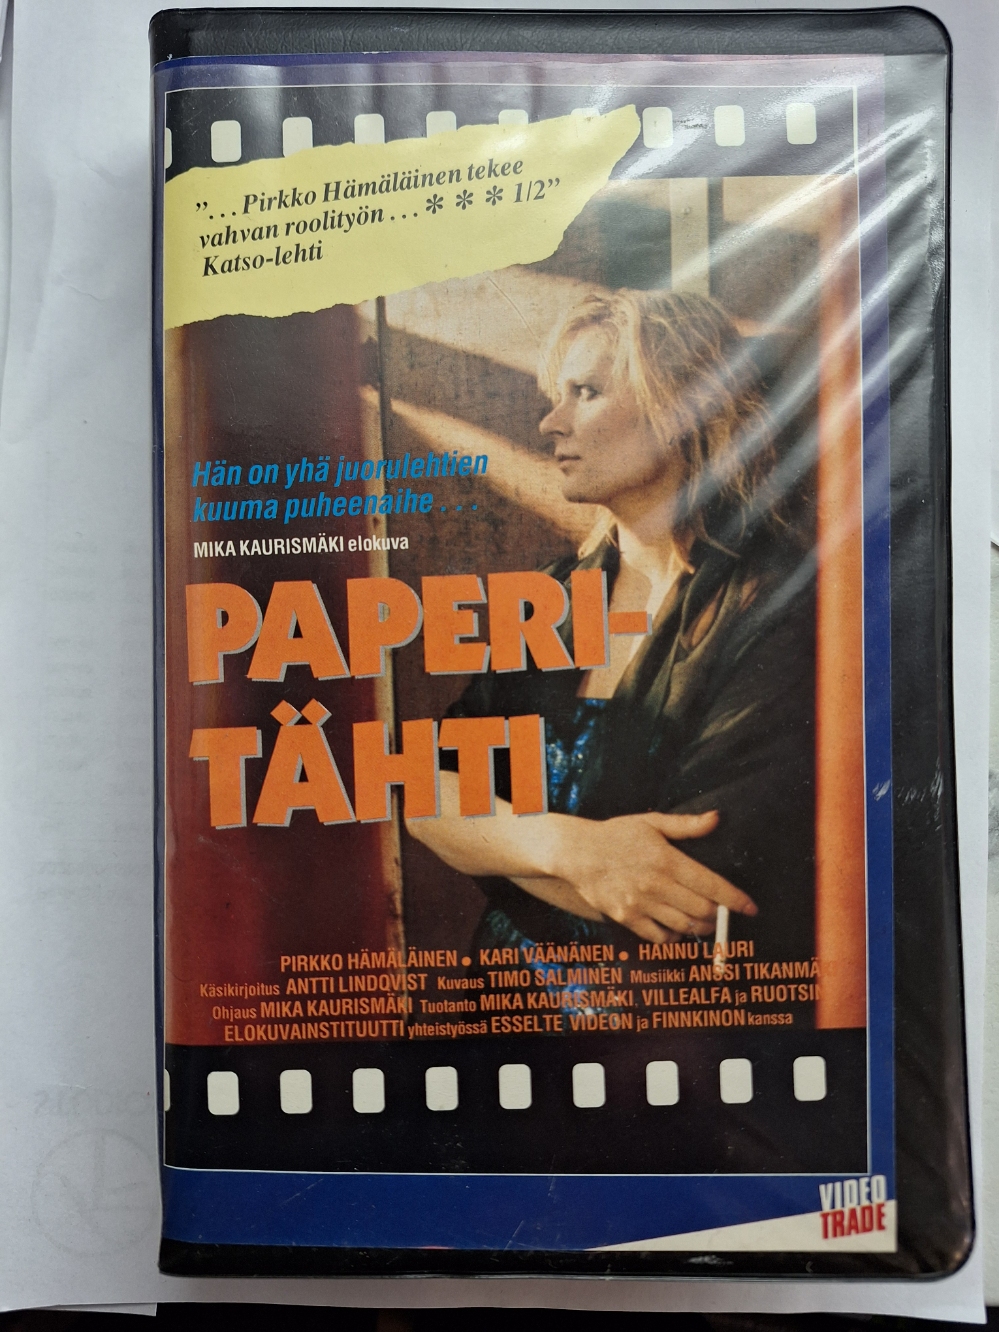 ”. . . Pirkko Hämäläinen tekee
vahvan roolityön . . . * * * 1/2”
Katso-lehti
Hän on yhä juorulehtien
kuuma puheenaihe . . .
MIKA KAURISMÄKI elokuva
PAPERI-
TÄHTI
PIRKKO HÄMÄLÄINEN ● KARI VÄÄNÄNEN ● HANNU LAURI
Käsikirjoitus ANTTI LINDQVIST Kuvaus TIMO SALMINEN Musiikki ANSSI TIKANMÄKI
Ohjaus MIKA KAURISMÄKI Tuotanto MIKA KAURISMÄKI, VILLEALFA ja RUOTSIN
ELOKUVAINSTITUUTTI yhteistyössä ESSELTE VIDEON ja FINNKINON kanssa
VIDEO
TRADE